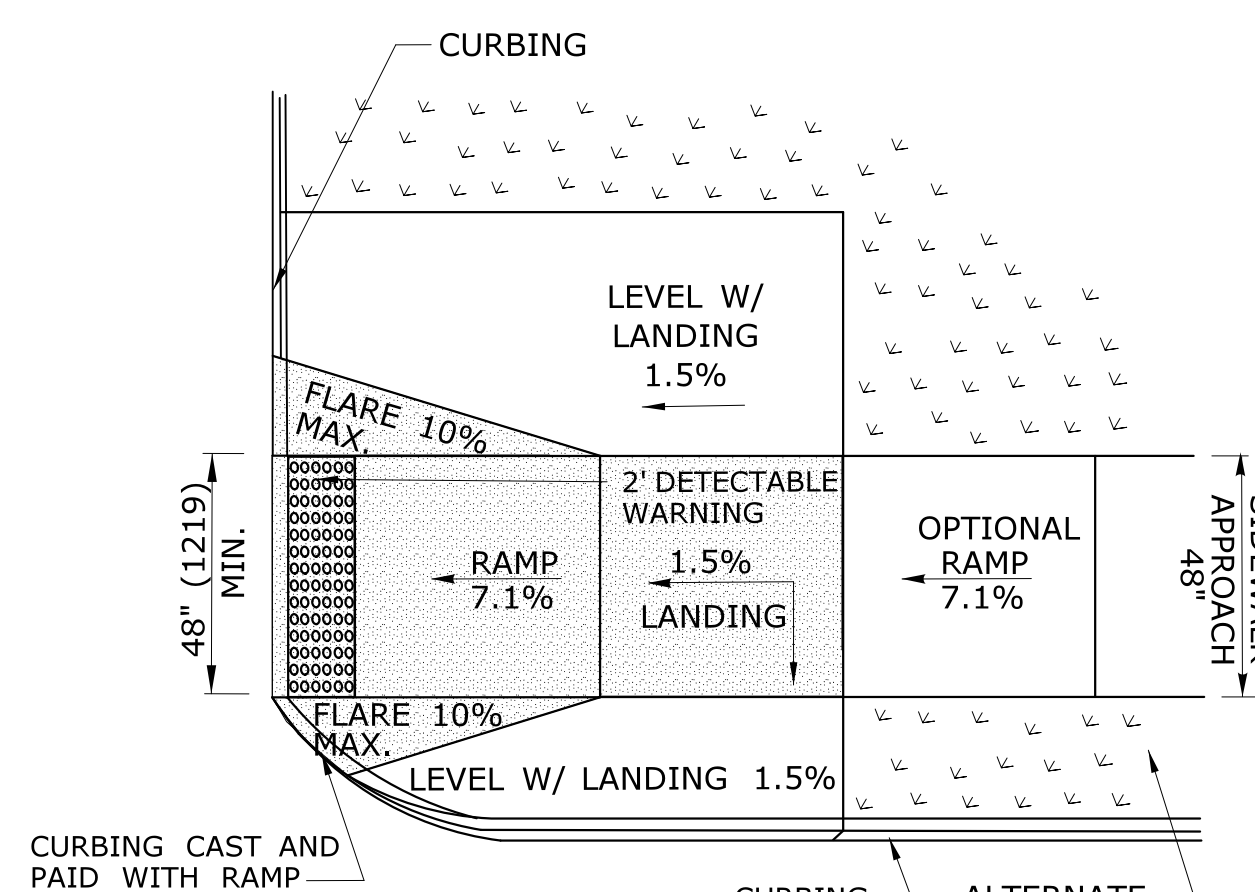 CURBING
LEVEL W/
LANDING
1.5%
FLARE 10%
MAX.
2' DETECTABLE
WARNING
48" (1219)
MIN.
RAMP
7.1%
1.5%
LANDING
OPTIONAL
RAMP
7.1%
APPROACH
48"
FLARE 10%
MAX.
LEVEL W/ LANDING 1.5%
CURBING CAST AND
PAID WITH RAMP
CURBING
ALTERNATE